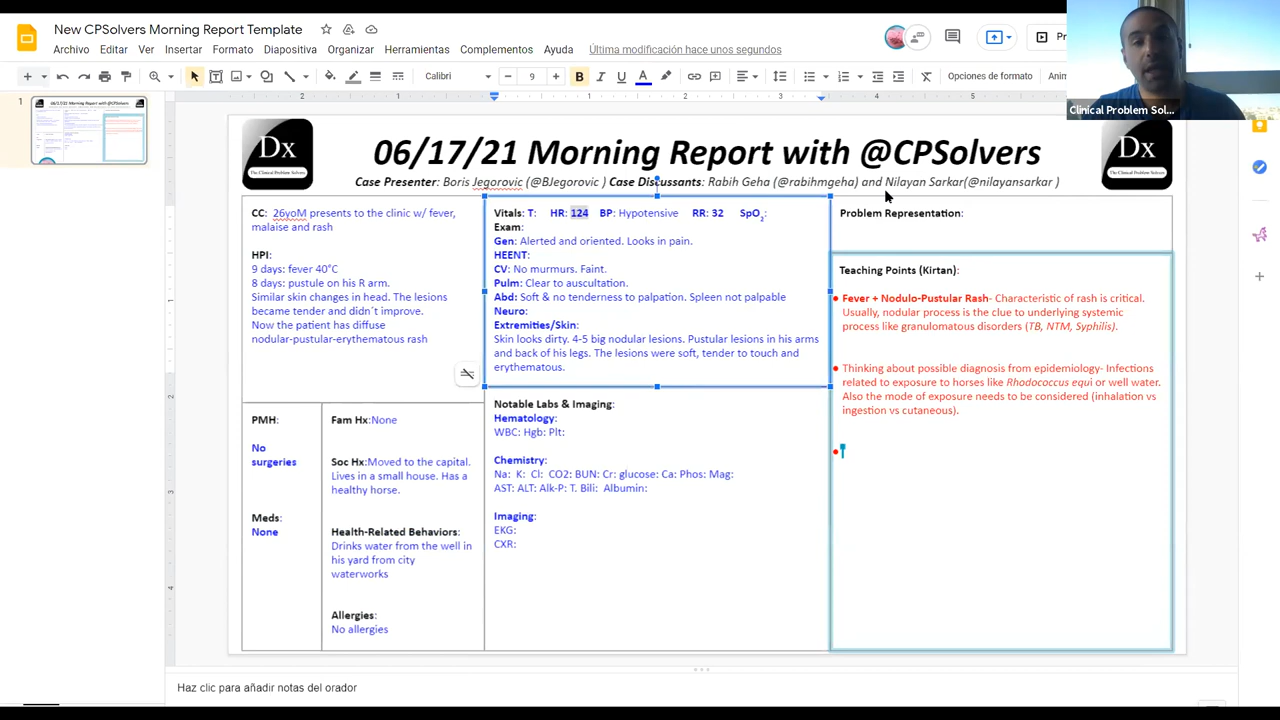 New CPSolvers Morning Report Template
Archivo Editar Ver Insertar Formato Diapositiva Organizar Herramientas Complementos Ayuda Última modificación hace unos segundos
Calibri
B I U A
Opciones de formato
Clinical Problem Sol...
1
Dx
The Clinical Problem Solvers
06/17/21 Morning Report with @CPSolvers
Case Presenter: Boris Jegorovic (@BJegorovic ) Case Discussants: Rabih Geha (@rabihmgeha) and Nilayan Sarkar(@nilayansarkar )
Dx
The Clinical Problem Solvers
CC: 26yoM presents to the clinic w/ fever,
malaise and rash
HPI:
9 days: fever 40°C
8 days: pustule on his R arm.
Similar skin changes in head. The lesions
became tender and didn´t improve.
Now the patient has diffuse
nodular-pustular-erythematous rash
PMH:
No
surgeries
Meds:
None
Fam Hx:None
Soc Hx:Moved to the capital.
Lives in a small house. Has a
healthy horse.
Health-Related Behaviors:
Drinks water from the well in
his yard from city
waterworks
Allergies:
No allergies
Vitals: T: HR: 124 BP: Hypotensive RR: 32 SpO2:
Exam:
Gen: Alerted and oriented. Looks in pain.
HEENT:
CV: No murmurs. Faint.
Pulm: Clear to auscultation.
Abd: Soft & no tenderness to palpation. Spleen not palpable
Neuro:
Extremities/Skin:
Skin looks dirty. 4-5 big nodular lesions. Pustular lesions in his arms
and back of his legs. The lesions were soft, tender to touch and
erythematous.
Notable Labs & Imaging:
Hematology:
WBC: Hgb: Plt:
Chemistry:
Na: K: Cl: CO2: BUN: Cr: glucose: Ca: Phos: Mag:
AST: ALT: Alk-P: T. Bili: Albumin:
Imaging:
EKG:
CXR:
Problem Representation:
Teaching Points (Kirtan):
Fever + Nodulo-Pustular Rash- Characteristic of rash is critical.
Usually, nodular process is the clue to underlying systemic
process like granulomatous disorders (TB, NTM, Syphilis).
Thinking about possible diagnosis from epidemiology- Infections
related to exposure to horses like Rhodococcus equi or well water.
Also the mode of exposure needs to be considered (inhalation vs
ingestion vs cutaneous).
Haz clic para añadir notas del orador